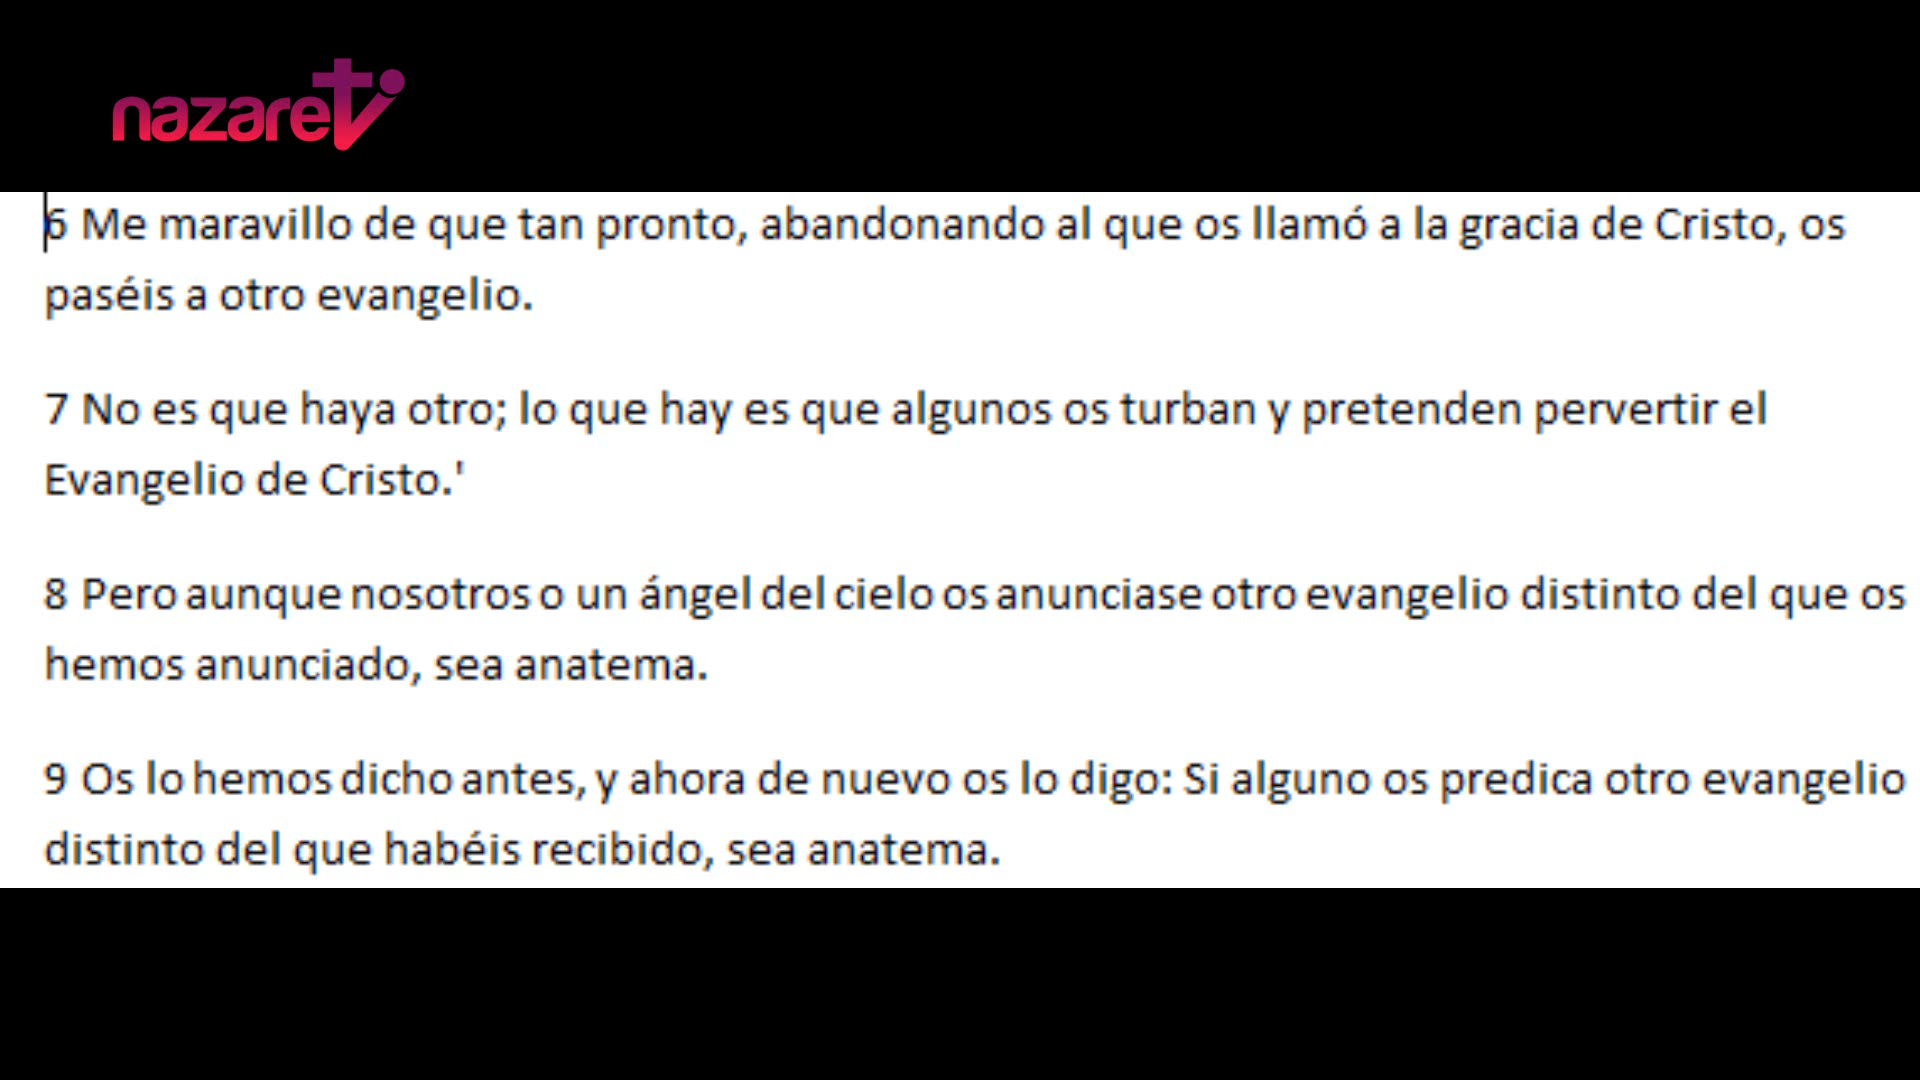 nazaretv
6 Me maravillo de que tan pronto, abandonando al que os llamó a la gracia de Cristo, os
paséis a otro evangelio.
7 No es que haya otro; lo que hay es que algunos os turban y pretenden pervertir el
Evangelio de Cristo.'
8 Pero aunque nosotros o un ángel del cielo os anunciase otro evangelio distinto del que os
hemos anunciado, sea anatema.
9 Os lo hemos dicho antes, y ahora de nuevo os lo digo: Si alguno os predica otro evangelio
distinto del que habéis recibido, sea anatema.